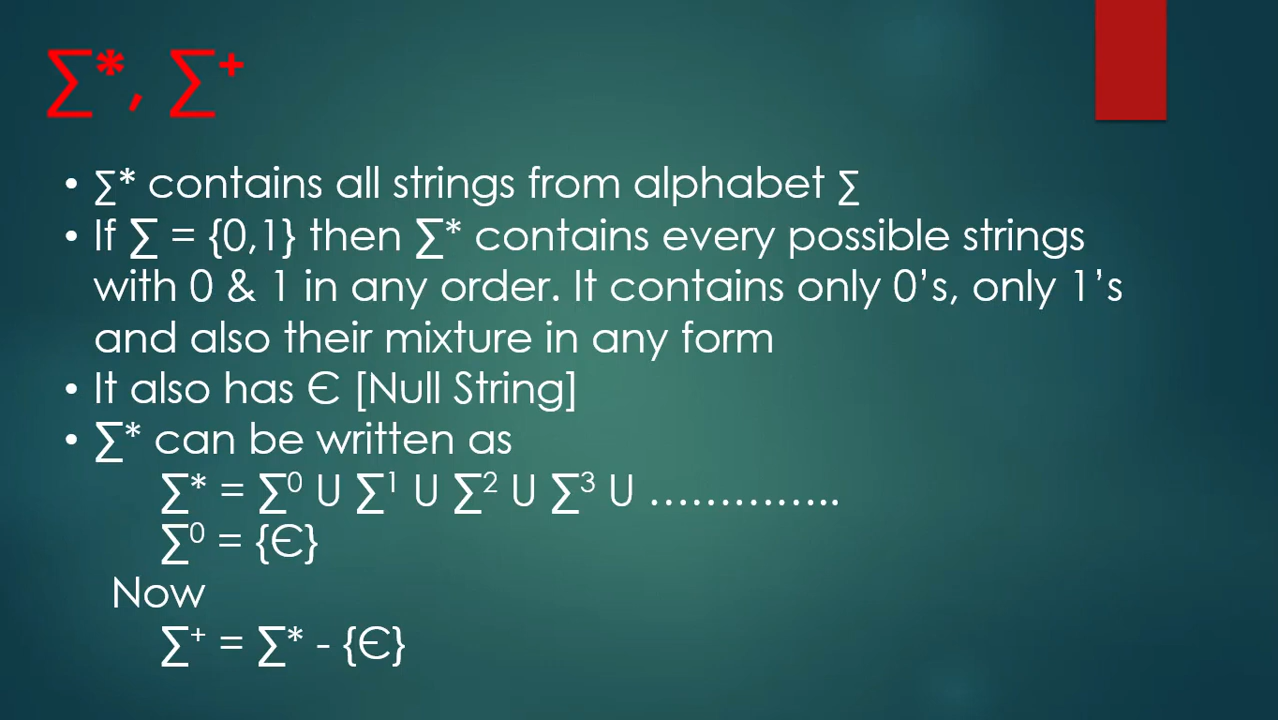 ∑*, ∑⁺
• ∑* contains all strings from alphabet ∑
• If ∑ = {0,1} then ∑* contains every possible strings
with 0 & 1 in any order. It contains only 0’s, only 1’s
and also their mixture in any form
• It also has Є [Null String]
• ∑* can be written as
∑* = ∑⁰ U ∑¹ U ∑² U ∑³ U …………..
∑⁰ = {Є}
Now
∑⁺ = ∑* - {Є}